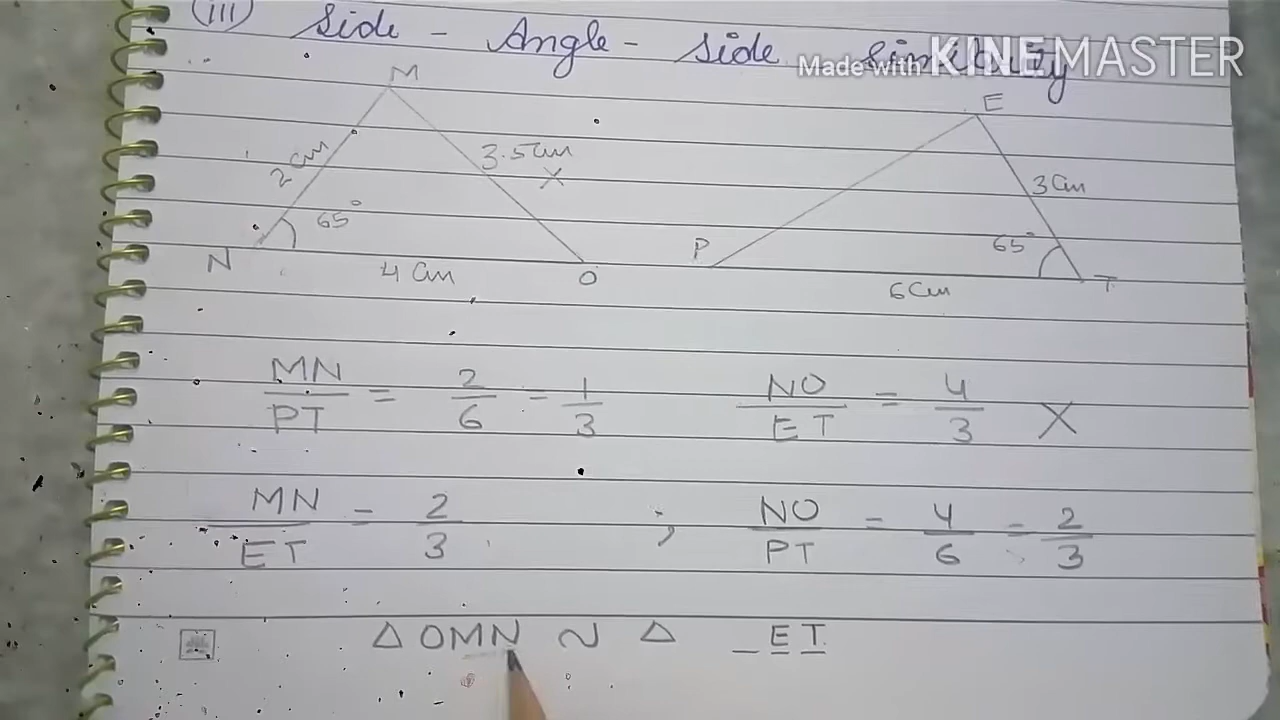 (iii) Side - Angle - Side Similarity
Made with KINEMASTER
M E
2 cm 3.5cm 3 cm
X
65° 65°
N 4 cm O P 6 cm T
MN/PT = 2/6 = 1/3 NO/ET = 4/3 X
MN/ET = 2/3 ; NO/PT = 4/6 = 2/3
△ OMN ~ △ _ET